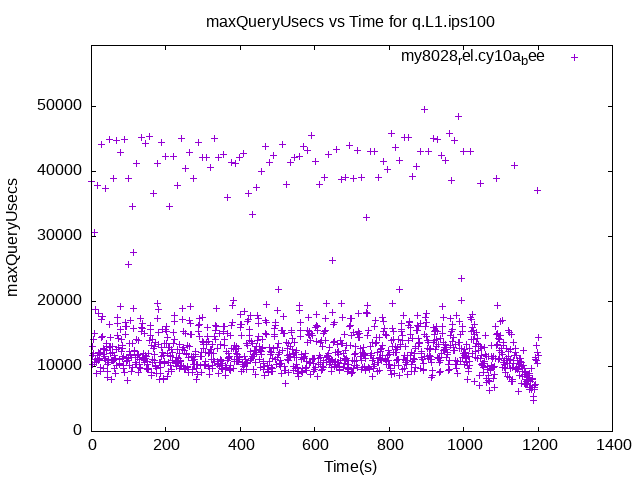 maxQueryUsecs vs Time for q.L1.ips100
my8028rel.cy10abee
50000
40000
30000
20000
10000
0
maxQueryUsecs
0 200 400 600 800 1000 1200 1400
Time(s)